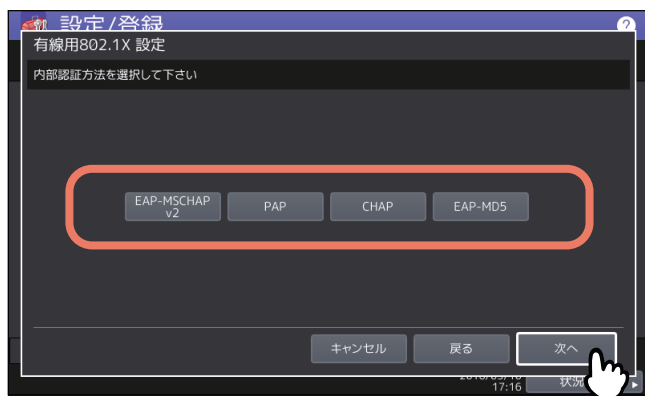 設定/登録
?
有線用802.1X 設定
内部認証方法を選択して下さい
EAP-MSCHAP
v2
PAP
CHAP
EAP-MD5
キャンセル
戻る
次へ
17:16
状況